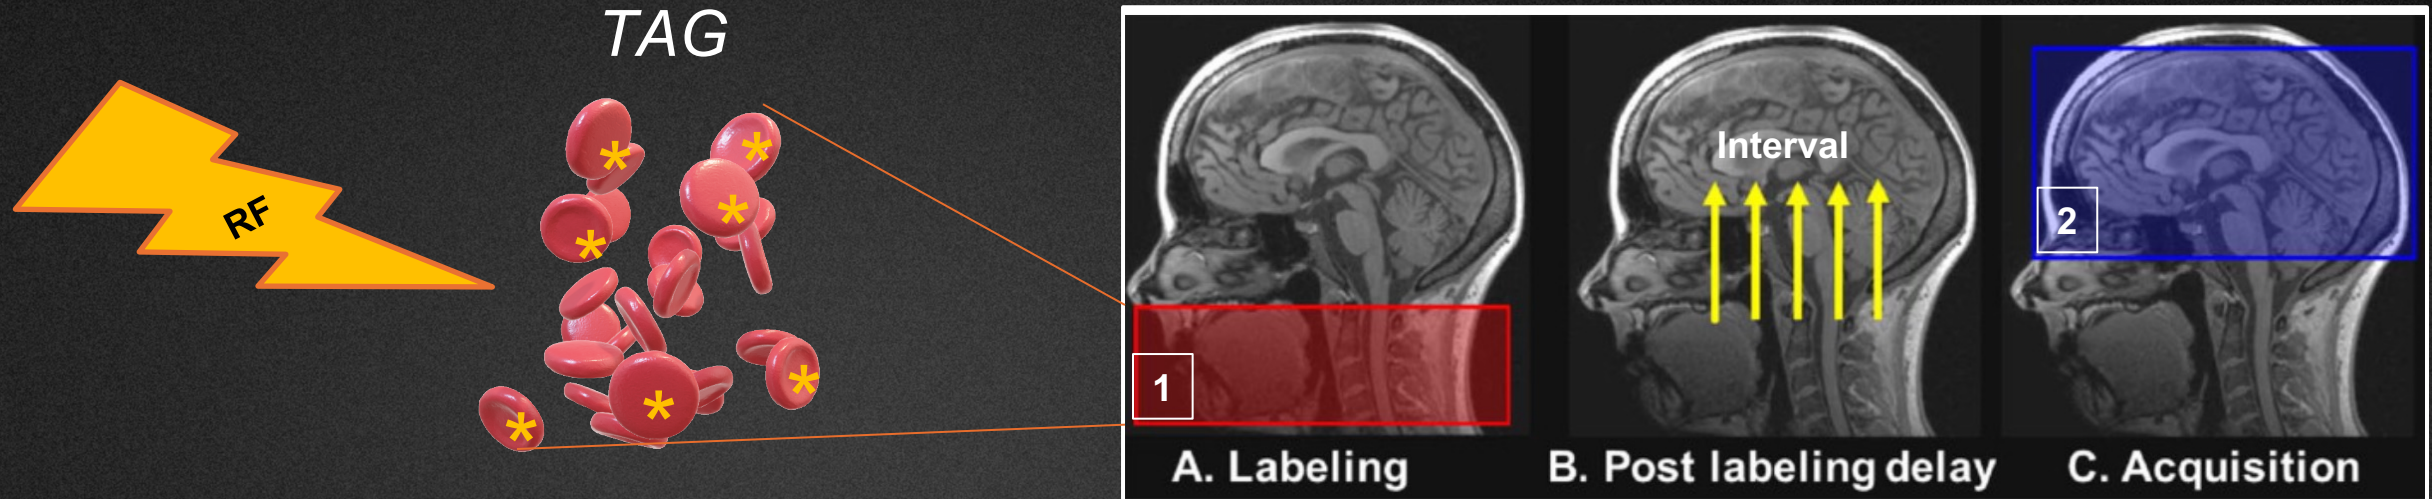 TAG
RF
*
*
*
*
*
*
*
1
Interval
2
A. Labeling
B. Post labeling delay
C. Acquisition